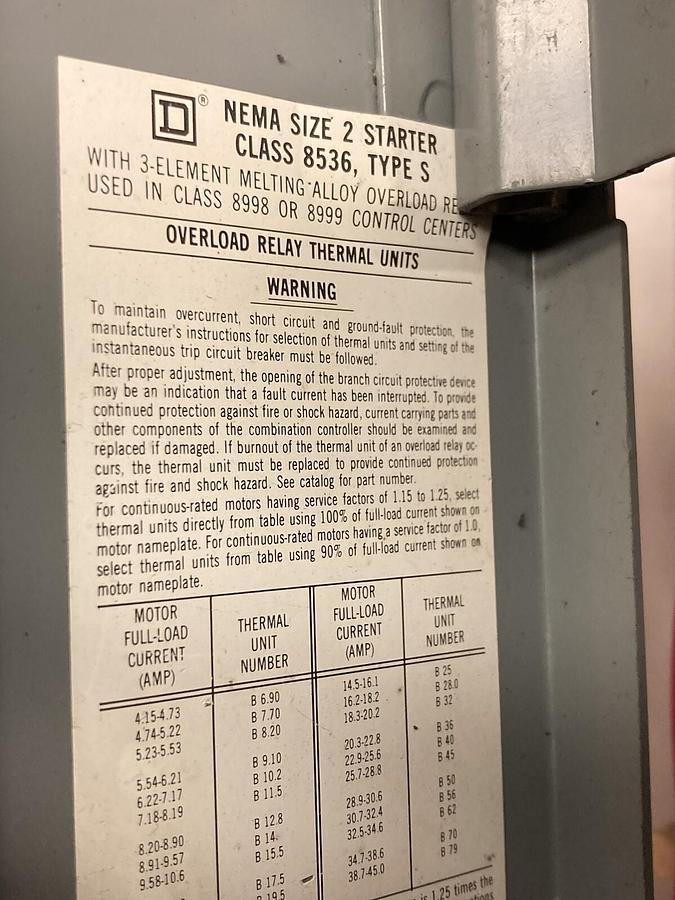 D ® NEMA SIZE 2 STARTER
CLASS 8536, TYPE S
WITH 3-ELEMENT MELTING ALLOY OVERLOAD RE
USED IN CLASS 8998 OR 8999 CONTROL CENTERS
OVERLOAD RELAY THERMAL UNITS
WARNING
To maintain overcurrent, short circuit and ground-fault protection, the
manufacturer's instructions for selection of thermal units and setting of the
instantaneous trip circuit breaker must be followed.
After proper adjustment, the opening of the branch circuit protective device
may be an indication that a fault current has been interrupted. To provide
continued protection against fire or shock hazard, current carrying parts and
other components of the combination controller should be examined and
replaced if damaged. If burnout of the thermal unit of an overload relay oc-
curs, the thermal unit must be replaced to provide continued protection
against fire and shock hazard. See catalog for part number.
For continuous-rated motors having service factors of 1.15 to 1.25, select
thermal units directly from table using 100% of full-load current shown on
motor nameplate. For continuous-rated motors having a service factor of 1.0,
select thermal units from table using 90% of full-load current shown on
motor nameplate.
MOTOR FULL-LOAD CURRENT (AMP) THERMAL UNIT NUMBER MOTOR FULL-LOAD CURRENT (AMP) THERMAL UNIT NUMBER
4.15-4.73 B 6.90 14.5-16.1 B 25
4.74-5.22 B 7.70 16.2-18.2 B 28.0
5.23-5.53 B 8.20 18.3-20.2 B 32
5.54-6.21 B 9.10 20.3-22.8 B 36
6.22-7.17 B 10.2 22.9-25.6 B 40
7.18-8.19 B 11.5 25.7-28.8 B 45
8.20-8.90 B 12.8 28.9-30.6 B 50
8.91-9.57 B 14. 30.7-32.4 B 56
9.58-10.6 B 15.5 32.5-34.6 B 62
B 17.5 34.7-38.6 B 70
B 19.5 38.7-45.0 B 79
is 1.25 times the